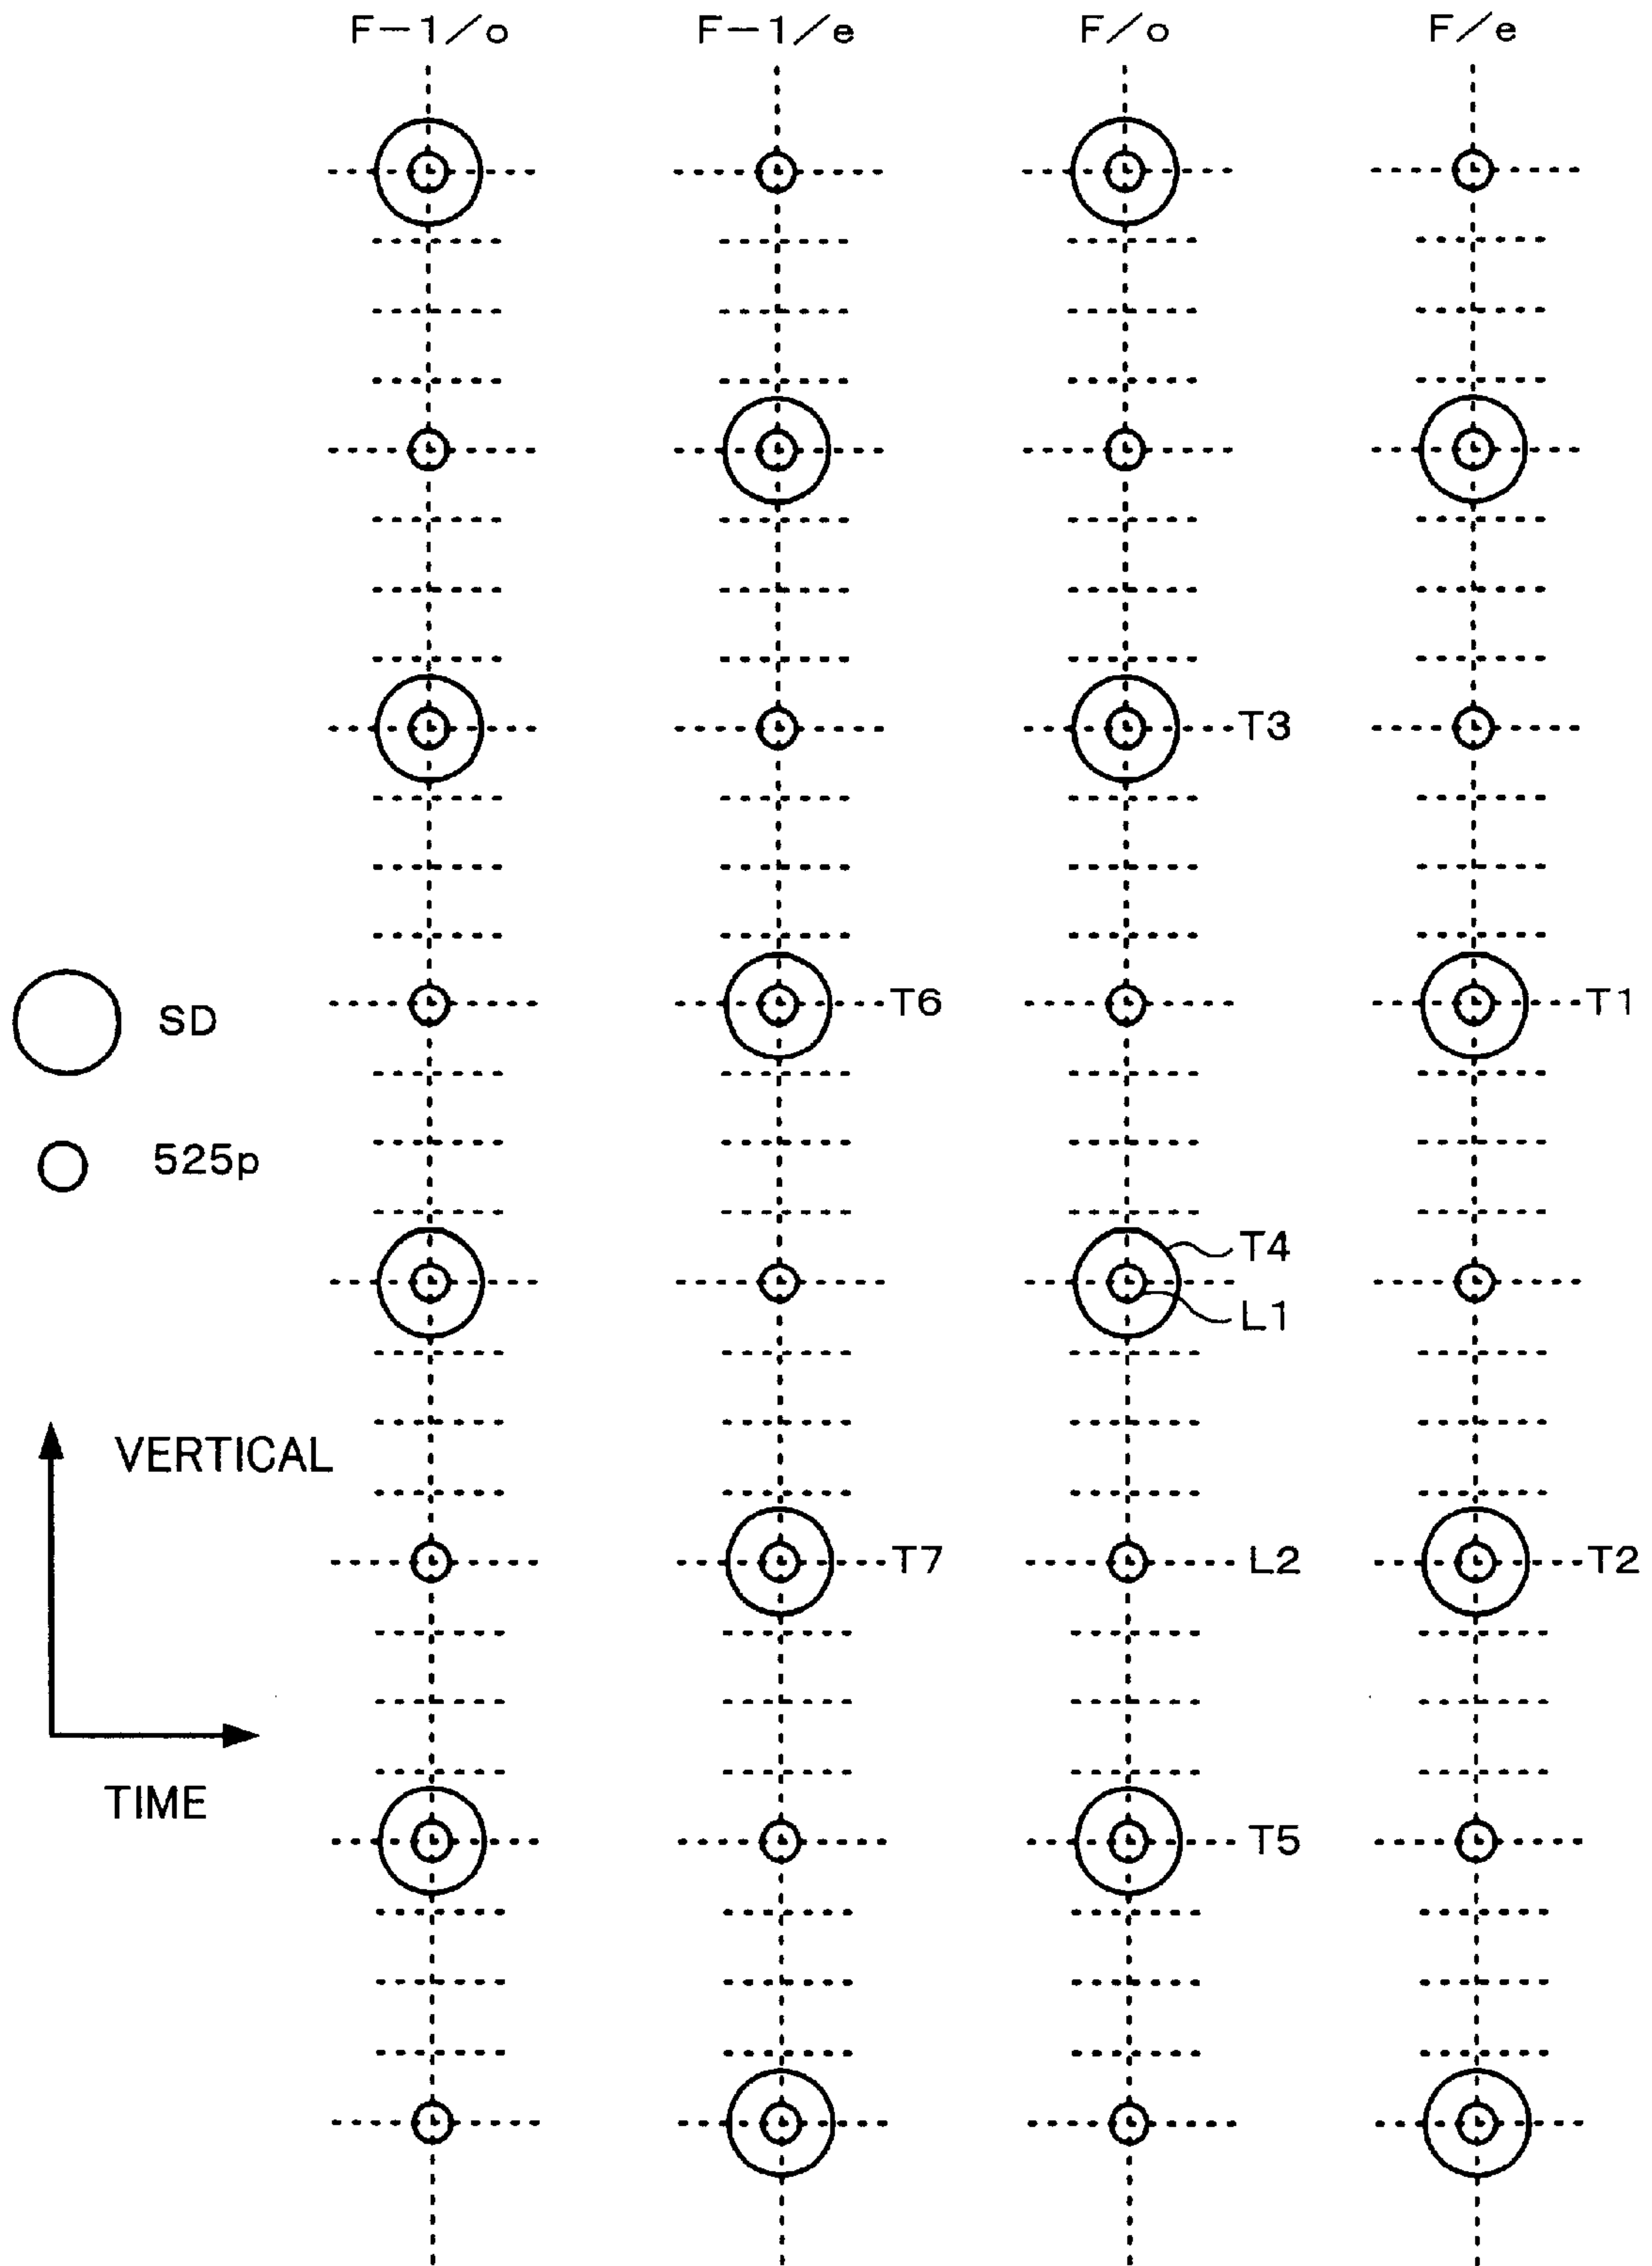 F-1/o F-1/e F/o F/e
T3
T6 T1
SD
525p
T4
L1
VERTICAL
T7 L2 T2
TIME
T5